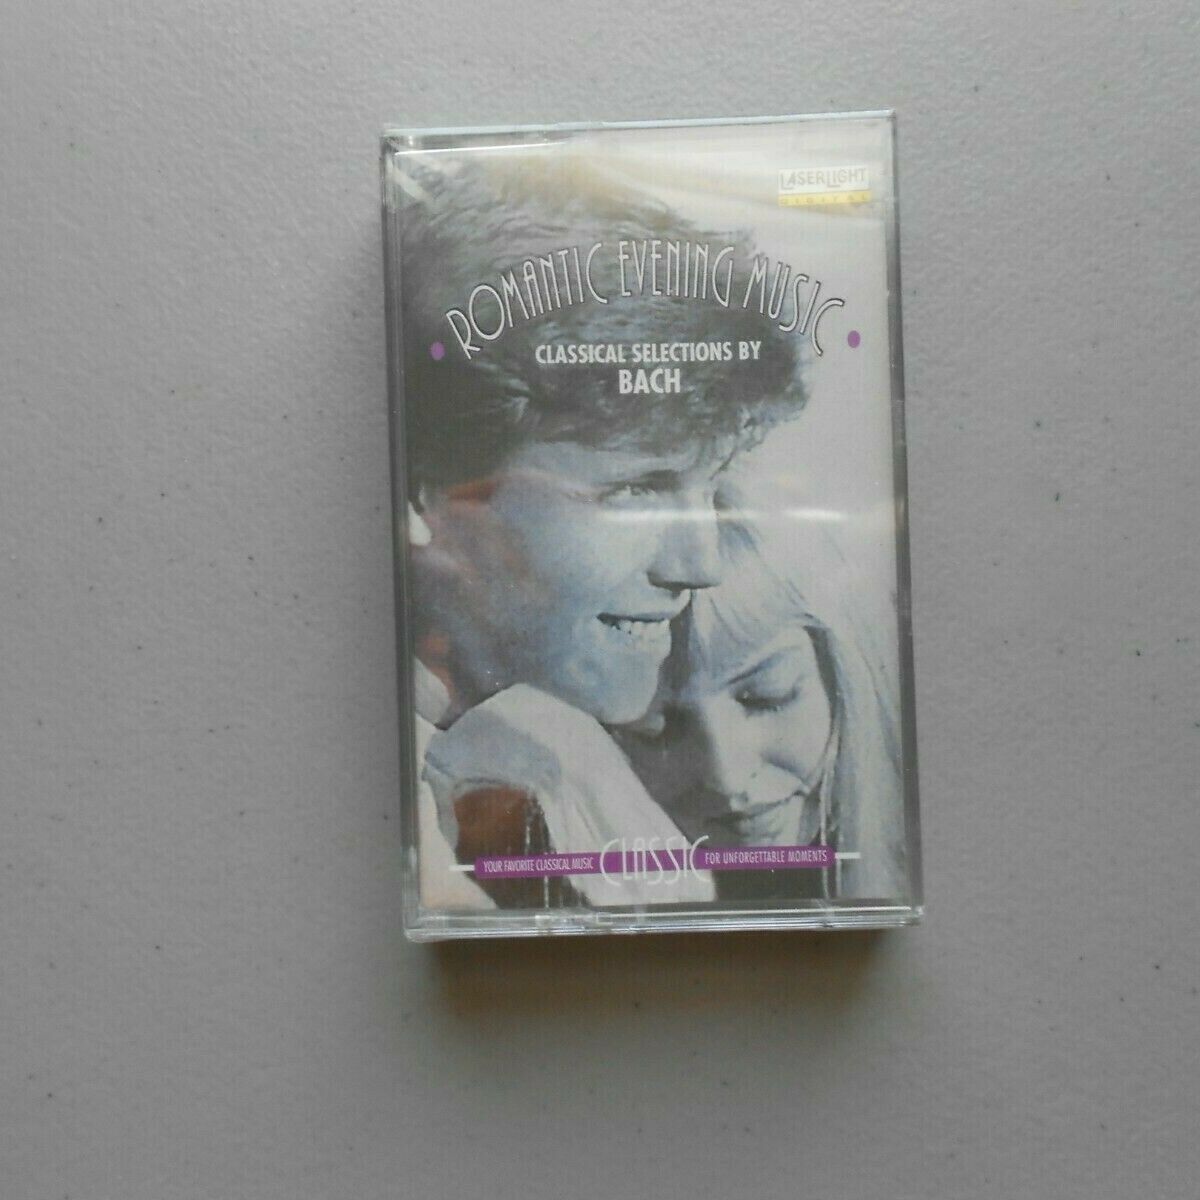 LASERLIGHT
DIGITAL
ROMANTIC EVENING MUSIC
CLASSICAL SELECTIONS BY
BACH
YOUR FAVORITE CLASSICAL MUSIC CLASSIC FOR UNFORGETTABLE MOMENTS